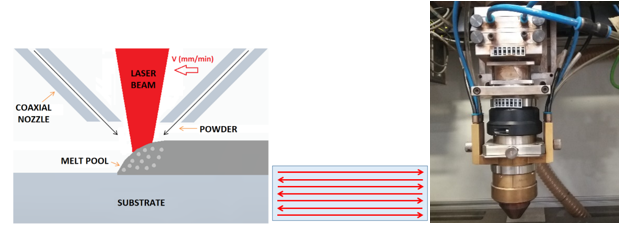 V (mm/min)
LASER
BEAM
COAXIAL
NOZZLE
POWDER
MELT POOL
SUBSTRATE